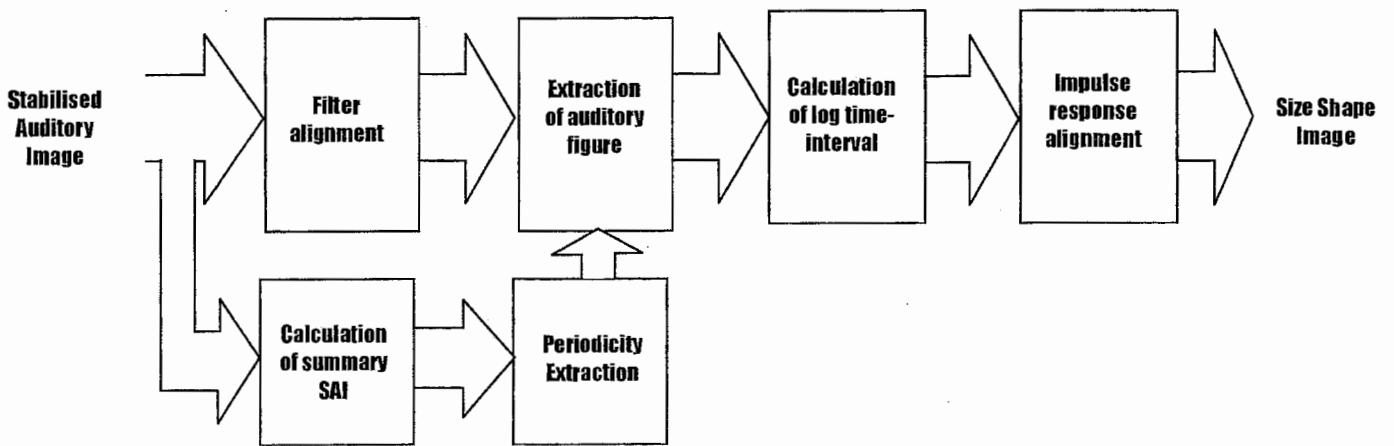 Stabilised
Auditory
Image
Filter
alignment
Extraction
of auditory
figure
Calculation
of log time-
interval
Impulse
response
alignment
Size Shape
Image
Calculation
of summary
SAI
Periodicity
Extraction